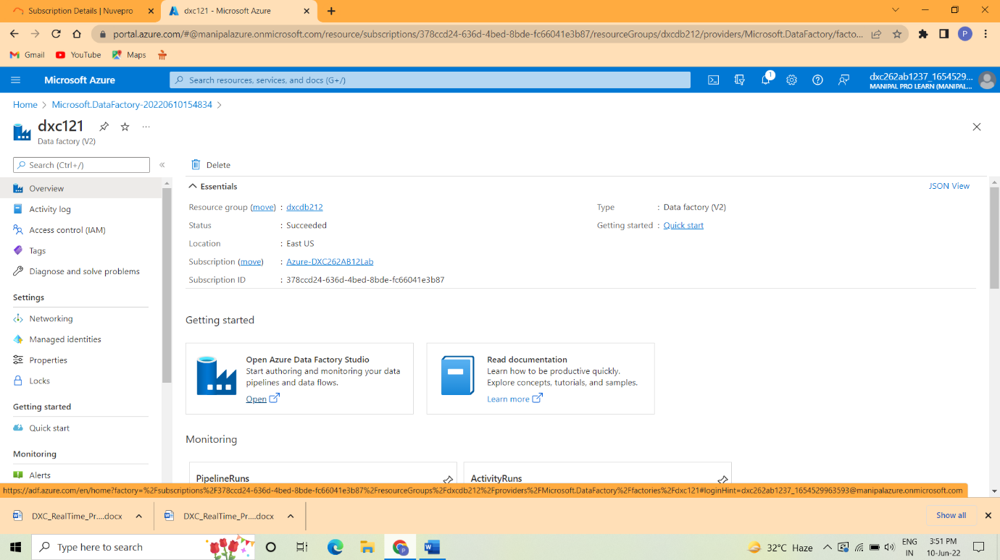 Subscription Details | Nuvepro
dxc121 - Microsoft Azure
portal.azure.com/#@manipalazure.onmicrosoft.com/resource/subscriptions/378ccd24-636d-4bed-8bde-fc66041e3b87/resourceGroups/dxcdb212/providers/Microsoft.DataFactory/facto...
P
Gmail
YouTube
Maps
Microsoft Azure
Search resources, services, and docs (G+/)
1
dxc262ab1237_1654529...
MANIPAL PRO LEARN (MANIPAL...
Home > Microsoft.DataFactory-20220610154834 >
dxc121
Data factory (V2)
Search (Ctrl+/)
«
Overview
Activity log
Access control (IAM)
Tags
Diagnose and solve problems
Settings
Networking
Managed identities
Properties
Locks
Getting started
Quick start
Monitoring
Alerts
Delete
Essentials
JSON View
Resource group (move) : dxcdb212
Status : Succeeded
Location : East US
Subscription (move) : Azure-DXC262AB12Lab
Subscription ID : 378ccd24-636d-4bed-8bde-fc66041e3b87
Type : Data factory (V2)
Getting started : Quick start
Getting started
Open Azure Data Factory Studio
Start authoring and monitoring your data
pipelines and data flows.
Open
Read documentation
Learn how to be productive quickly.
Explore concepts, tutorials, and samples.
Learn more
Monitoring
PipelineRuns
ActivityRuns
https://adf.azure.com/en/home?factory=%2Fsubscriptions%2F378ccd24-636d-4bed-8bde-fc66041e3b87%2FresourceGroups%2Fdxcdb212%2Fproviders%2FMicrosoft.DataFactory%2Ffactories%2Fdxc121#loginHint=dxc262ab1237_1654529963593@manipalazure.onmicrosoft.com
DXC_RealTime_Pr....docx
DXC_RealTime_Pr....docx
Show all
Type here to search
32°C Haze
ENG
IN
3:51 PM
10-Jun-22